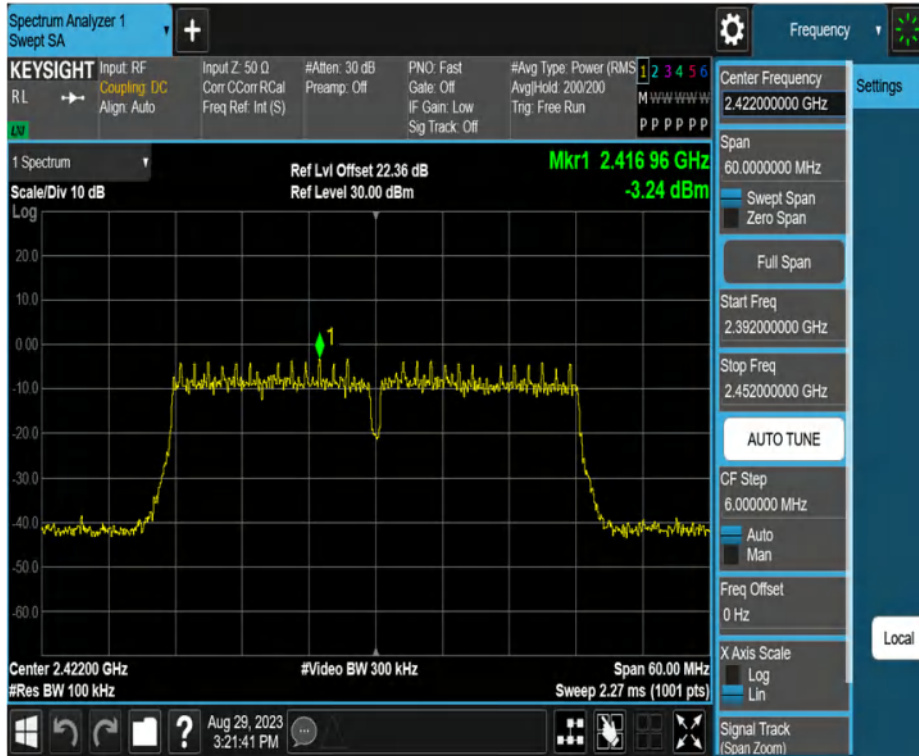 Spectrum Analyzer 1
Swept SA
+
Frequency
KEYSIGHT
RL
LXI
Input: RF
Coupling: DC
Align: Auto
Input Z: 50 Ω
Corr CCorr RCal
Freq Ref: Int (S)
#Atten: 30 dB
Preamp: Off
PNO: Fast
Gate: Off
IF Gain: Low
Sig Track: Off
#Avg Type: Power (RMS
Avg|Hold: 200/200
Trig: Free Run
1 2 3 4 5 6
M W W W W W
P P P P P P
1 Spectrum
Scale/Div 10 dB
Log
Ref Lvl Offset 22.36 dB
Ref Level 30.00 dBm
Mkr1 2.416 96 GHz
-3.24 dBm
20.0
10.0
0.00
-10.0
-20.0
-30.0
-40.0
-50.0
-60.0
1
Center 2.42200 GHz
#Video BW 300 kHz
Span 60.00 MHz
#Res BW 100 kHz
Sweep 2.27 ms (1001 pts)
Aug 29, 2023
3:21:41 PM
?
Center Frequency
2.422000000 GHz
Span
60.0000000 MHz
Swept Span
Zero Span
Full Span
Start Freq
2.392000000 GHz
Stop Freq
2.452000000 GHz
AUTO TUNE
CF Step
6.000000 MHz
Auto
Man
Freq Offset
0 Hz
X Axis Scale
Log
Lin
Signal Track
(Span Zoom)
Settings
Local